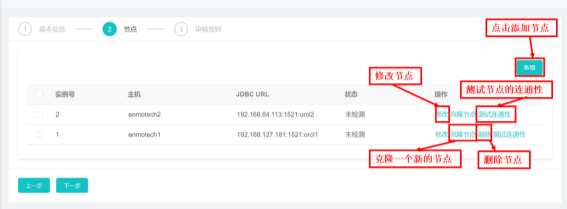 1 基本信息 2 节点 3 审核规则
点击添加节点
新增
修改节点
测试节点的连通性
实例号 主机 JDBC URL 状态 操作
2 enmotech2 192.168.64.113:1521:ord2 未检测 修改 克隆节点 测试连通性
1 enmotech1 192.168.127.181:1521:orl1 未检测 修改 克隆节点 删除 测试连通性
克隆一个新的节点
删除节点
上一步 下一步